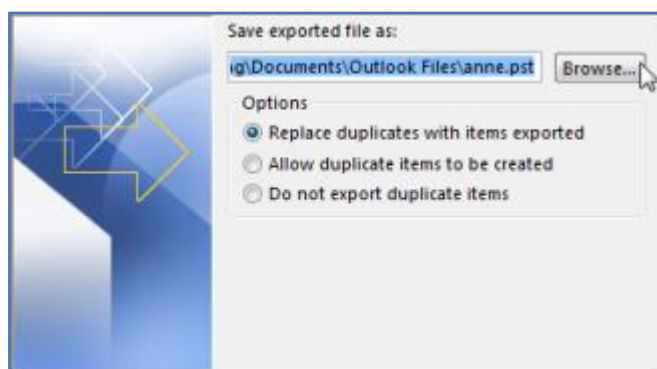 Save exported file as:
ıg\Documents\Outlook Files\anne.pst Browse...
Options
Replace duplicates with items exported
Allow duplicate items to be created
Do not export duplicate items